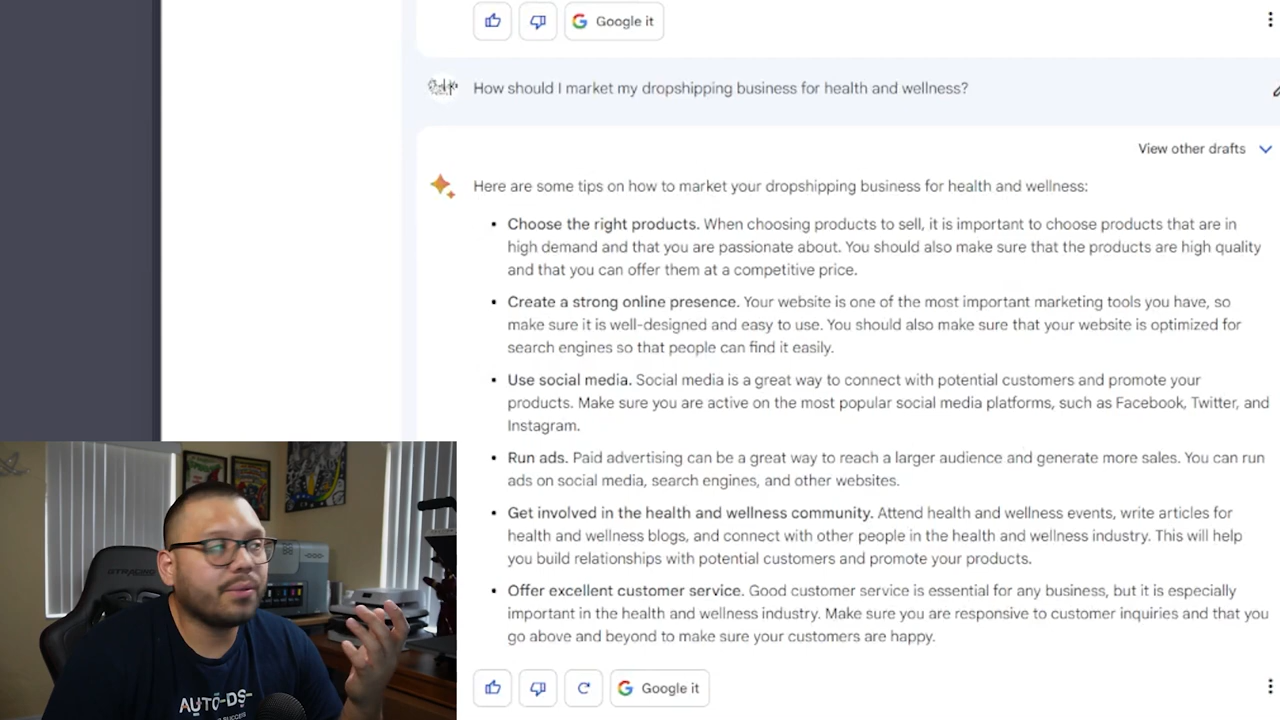 Google it
How should I market my dropshipping business for health and wellness?
View other drafts
Here are some tips on how to market your dropshipping business for health and wellness:
• Choose the right products. When choosing products to sell, it is important to choose products that are in
high demand and that you are passionate about. You should also make sure that the products are high quality
and that you can offer them at a competitive price.
• Create a strong online presence. Your website is one of the most important marketing tools you have, so
make sure it is well-designed and easy to use. You should also make sure that your website is optimized for
search engines so that people can find it easily.
• Use social media. Social media is a great way to connect with potential customers and promote your
products. Make sure you are active on the most popular social media platforms, such as Facebook, Twitter, and
Instagram.
• Run ads. Paid advertising can be a great way to reach a larger audience and generate more sales. You can run
ads on social media, search engines, and other websites.
• Get involved in the health and wellness community. Attend health and wellness events, write articles for
health and wellness blogs, and connect with other people in the health and wellness industry. This will help
you build relationships with potential customers and promote your products.
• Offer excellent customer service. Good customer service is essential for any business, but it is especially
important in the health and wellness industry. Make sure you are responsive to customer inquiries and that you
go above and beyond to make sure your customers are happy.
Google it
GTRACING
AUTO-DS